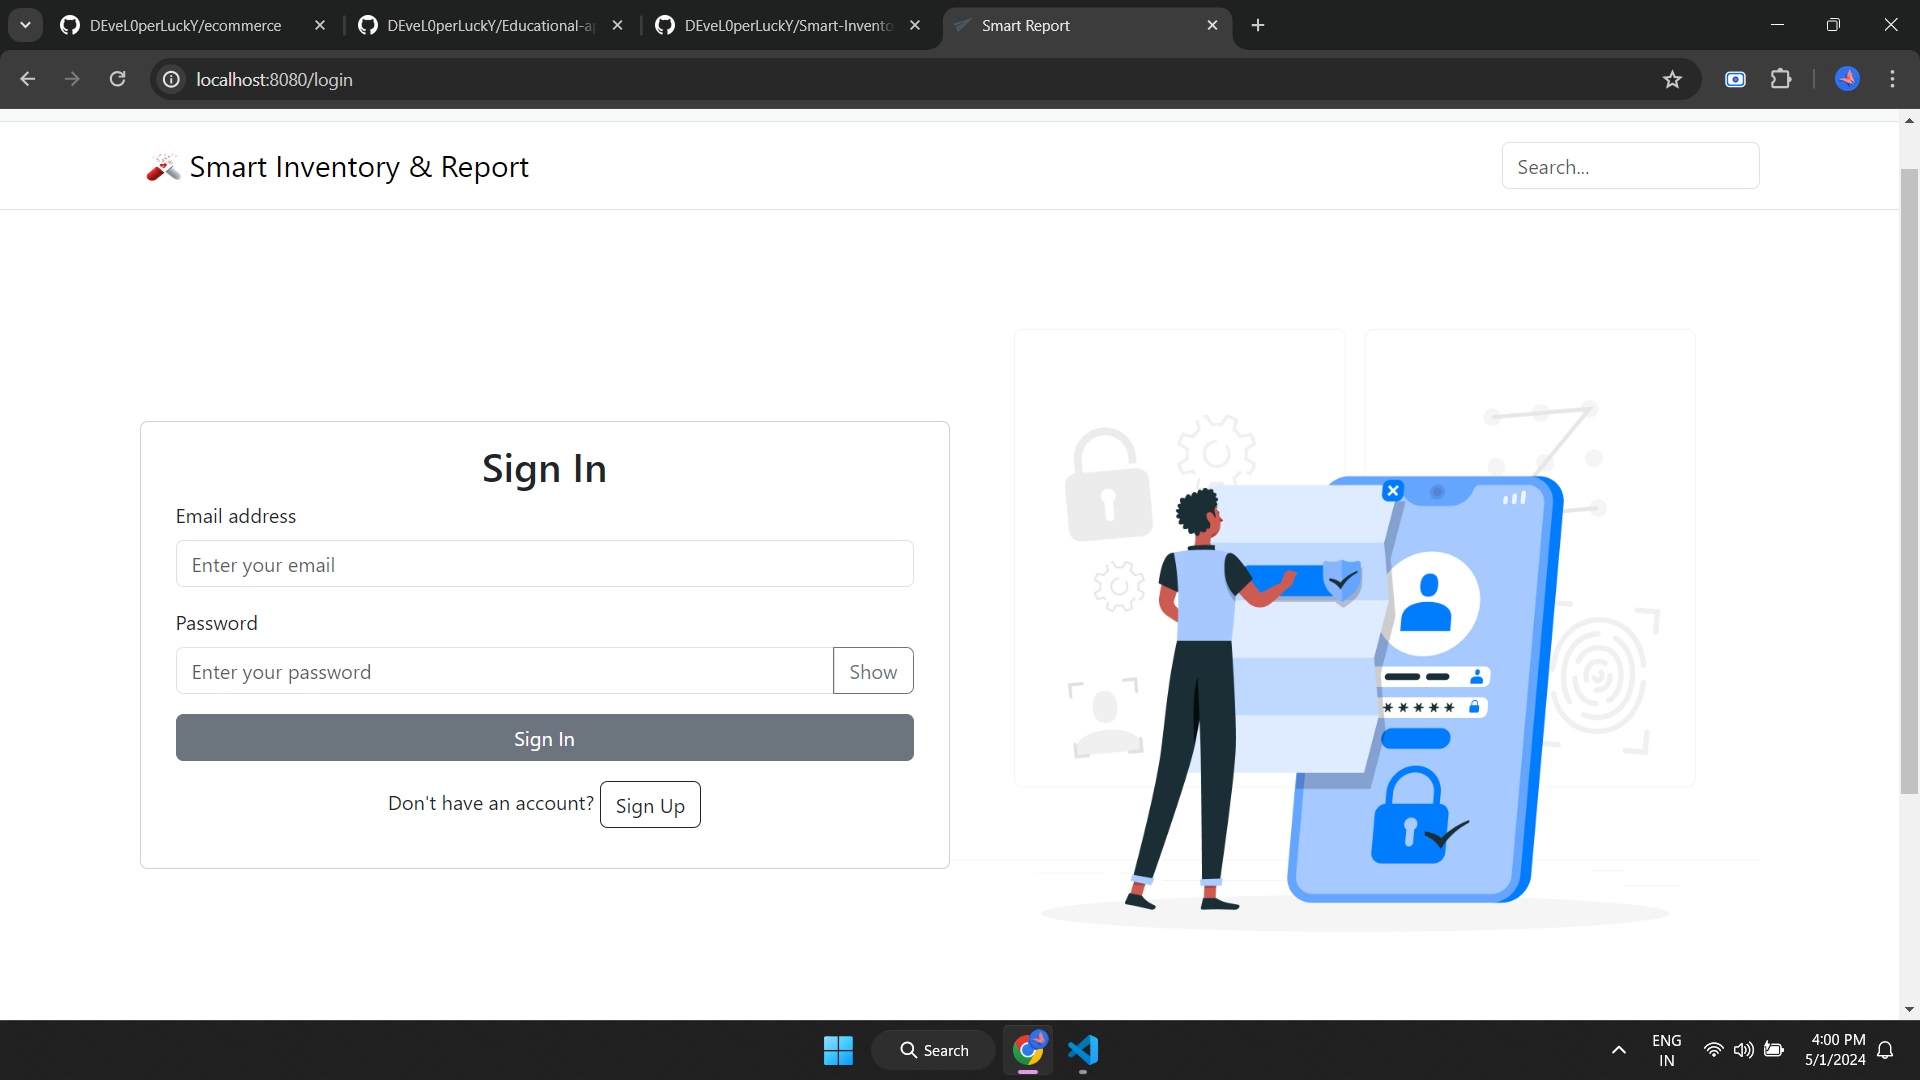 DEveL0perLuckY/ecommerce
DEveL0perLuckY/Educational-ap
DEveL0perLuckY/Smart-Invento
Smart Report
localhost:8080/login
Smart Inventory & Report
Search...
Sign In
Email address
Enter your email
Password
Enter your password
Show
Sign In
Don't have an account?
Sign Up
*****
Search
ENG
IN
4:00 PM
5/1/2024